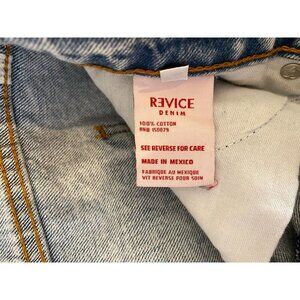 REVICE
DENIM
100% COTTON
RN# 150079
SEE REVERSE FOR CARE
MADE IN MEXICO
FABRIQUE AU MEXIQUE
VIT REVERSE POUR SOIN